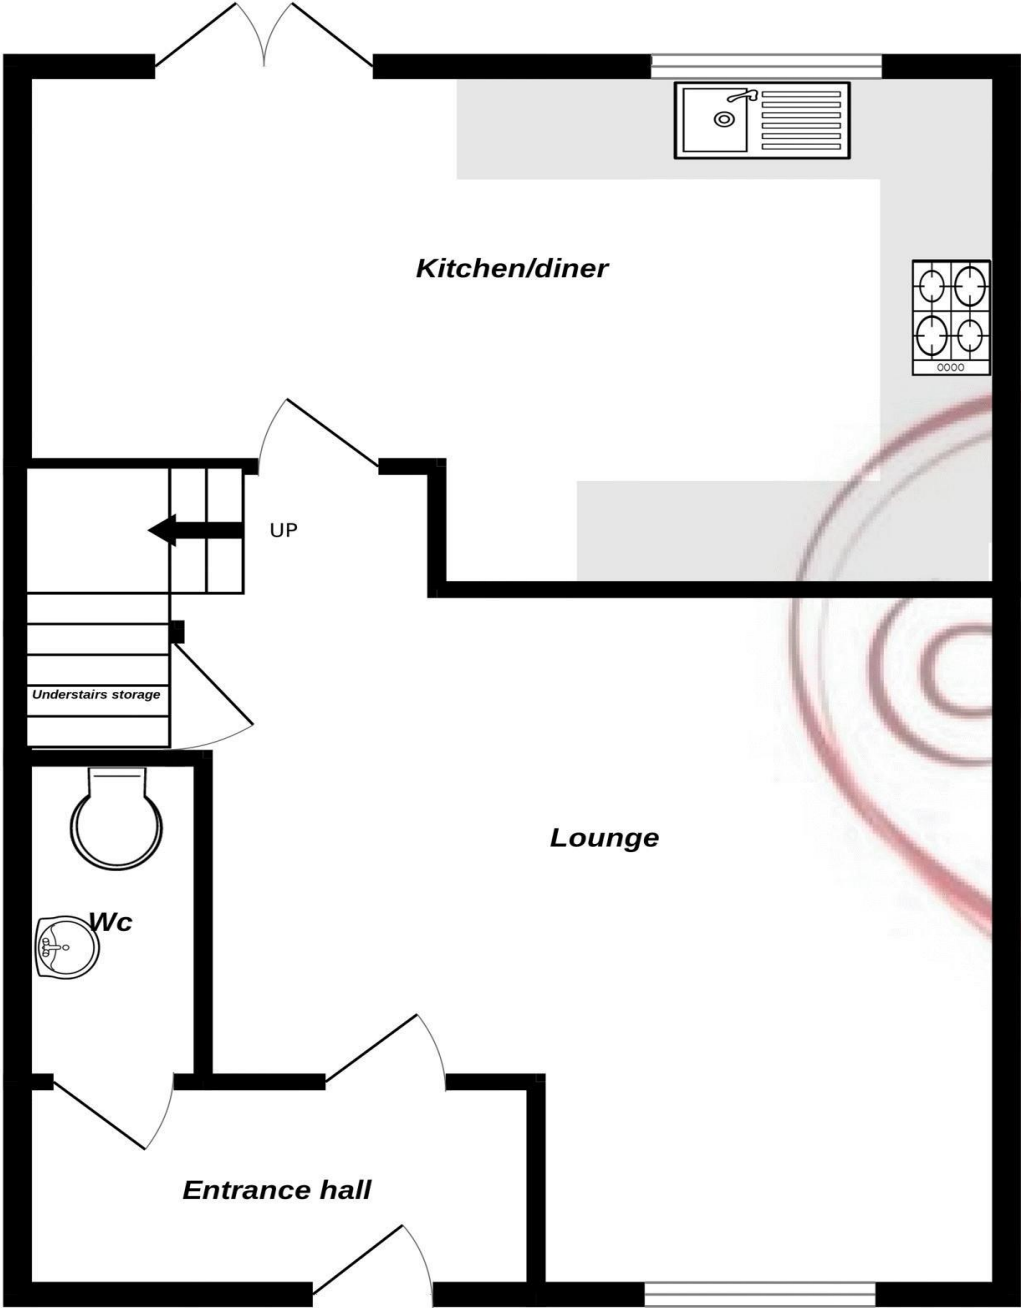 Kitchen/diner
UP
Understairs storage
Lounge
Wc
Entrance hall